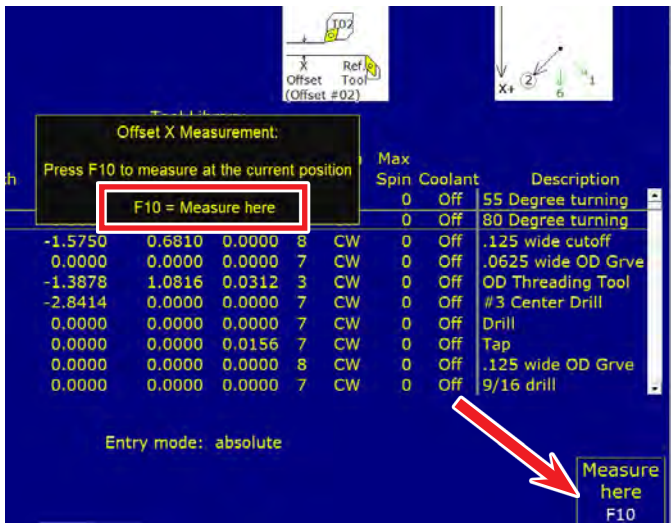 T02
X Ref.
Offset Tool
(Offset #02)
X+ 2 6 1
Offset X Measurement:
Press F10 to measure at the current position
F10 = Measure here
Max
Spin Coolant Description
0 Off 55 Degree turning
0 Off 80 Degree turning
-1.5750 0.6810 0.0000 8 CW 0 Off .125 wide cutoff
0.0000 0.0000 0.0000 7 CW 0 Off .0625 wide OD Grve
-1.3878 1.0816 0.0312 3 CW 0 Off OD Threading Tool
-2.8414 0.0000 0.0000 7 CW 0 Off #3 Center Drill
0.0000 0.0000 0.0000 7 CW 0 Off Drill
0.0000 0.0000 0.0156 7 CW 0 Off Tap
0.0000 0.0000 0.0000 8 CW 0 Off .125 wide OD Grve
0.0000 0.0000 0.0000 7 CW 0 Off 9/16 drill
Entry mode: absolute
Measure
here
F10